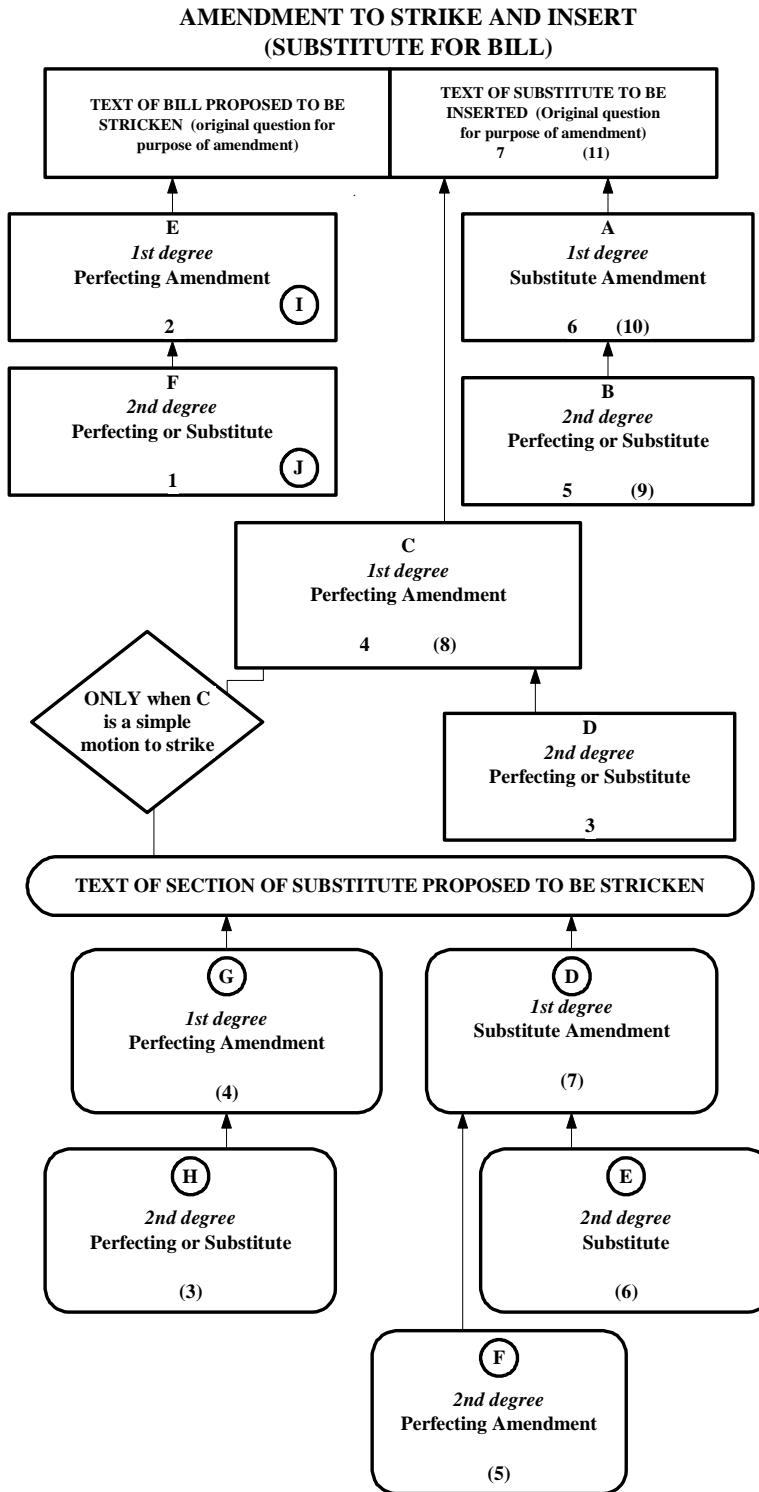 AMENDMENT TO STRIKE AND INSERT
(SUBSTITUTE FOR BILL)
TEXT OF BILL PROPOSED TO BE
STRICKEN (original question for
purpose of amendment)
TEXT OF SUBSTITUTE TO BE
INSERTED (Original question
for purpose of amendment)
7 (11)
E
1st degree
Perfecting Amendment
I
2
A
1st degree
Substitute Amendment
6 (10)
F
2nd degree
Perfecting or Substitute
J
1
B
2nd degree
Perfecting or Substitute
5 (9)
C
1st degree
Perfecting Amendment
4 (8)
ONLY when C
is a simple
motion to strike
D
2nd degree
Perfecting or Substitute
3
TEXT OF SECTION OF SUBSTITUTE PROPOSED TO BE STRICKEN
G
1st degree
Perfecting Amendment
(4)
D
1st degree
Substitute Amendment
(7)
H
2nd degree
Perfecting or Substitute
(3)
E
2nd degree
Substitute
(6)
F
2nd degree
Perfecting Amendment
(5)